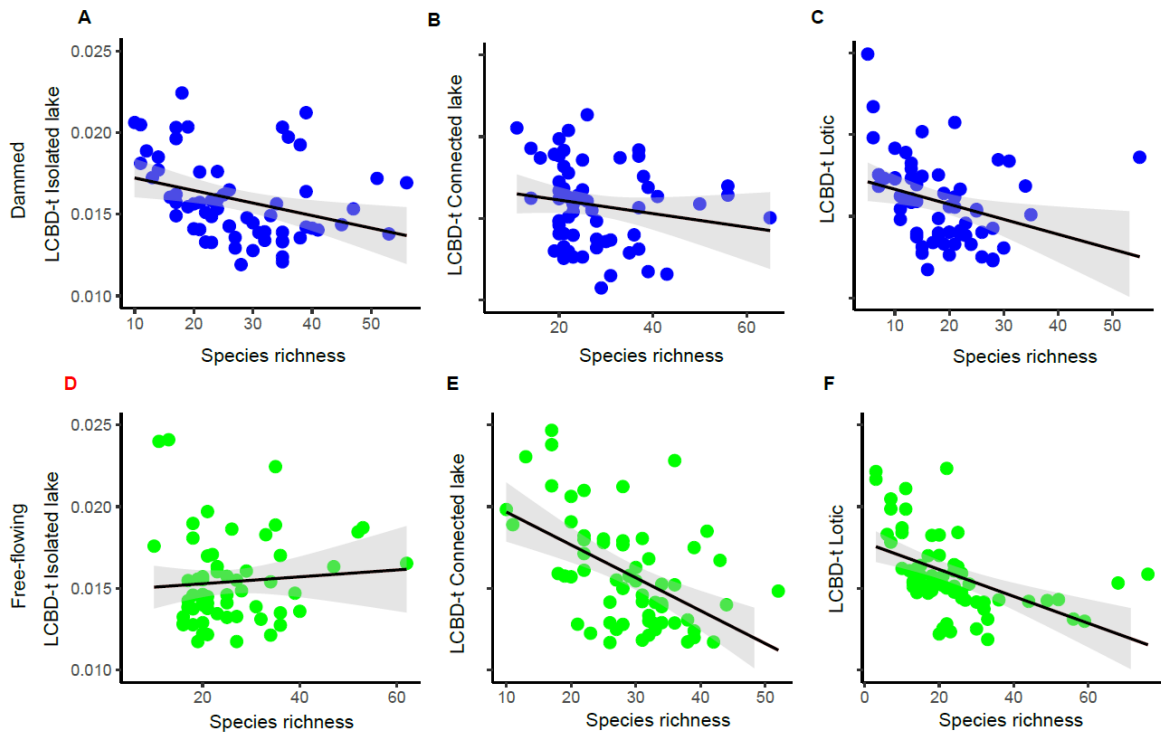 A
B
C
Dammed
LCBD-t Isolated lake
0.025
0.020
0.015
0.010
10 20 30 40 50
Species richness
LCBD-t Connected lake
20 40 60
Species richness
LCBD-t Lotic
10 20 30 40 50
Species richness
D
E
F
Free-flowing
LCBD-t Isolated lake
0.025
0.020
0.015
0.010
20 40 60
Species richness
LCBD-t Connected lake
10 20 30 40 50
Species richness
LCBD-t Lotic
0 20 40 60
Species richness